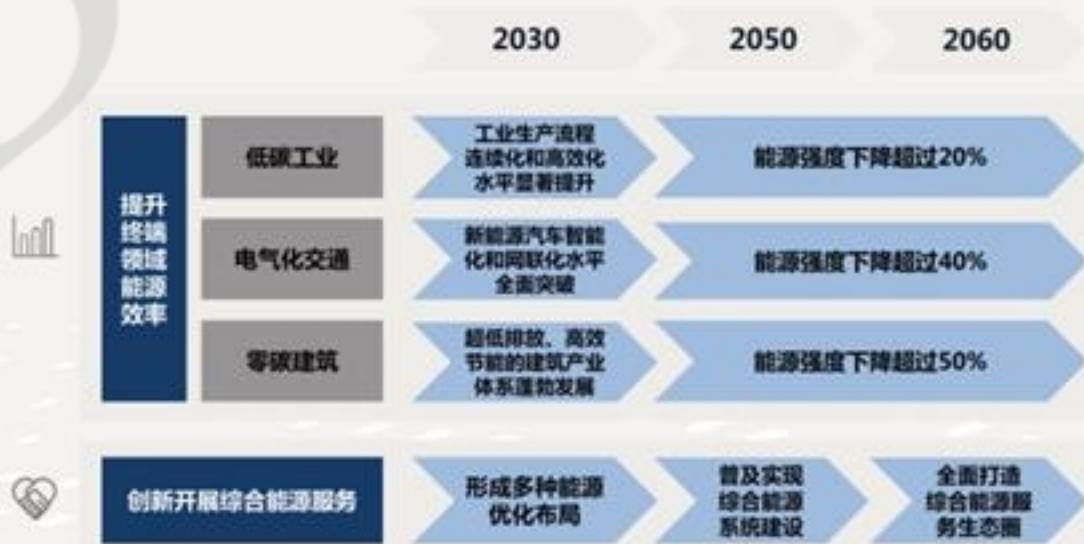 2030
2050
2060
提升
终端
领域
能源
效率
低碳工业
工业生产流程
连续化和高效化
水平显著提升
能源强度下降超过20%
电气化交通
新能源汽车智能
化和网联化水平
全面突破
能源强度下降超过40%
零碳建筑
超低排放、高效
节能的建筑产业
体系蓬勃发展
能源强度下降超过50%
创新开展综合能源服务
形成多种能源
优化布局
普及实现
综合能源
系统建设
全面打造
综合能源服
务生态圈